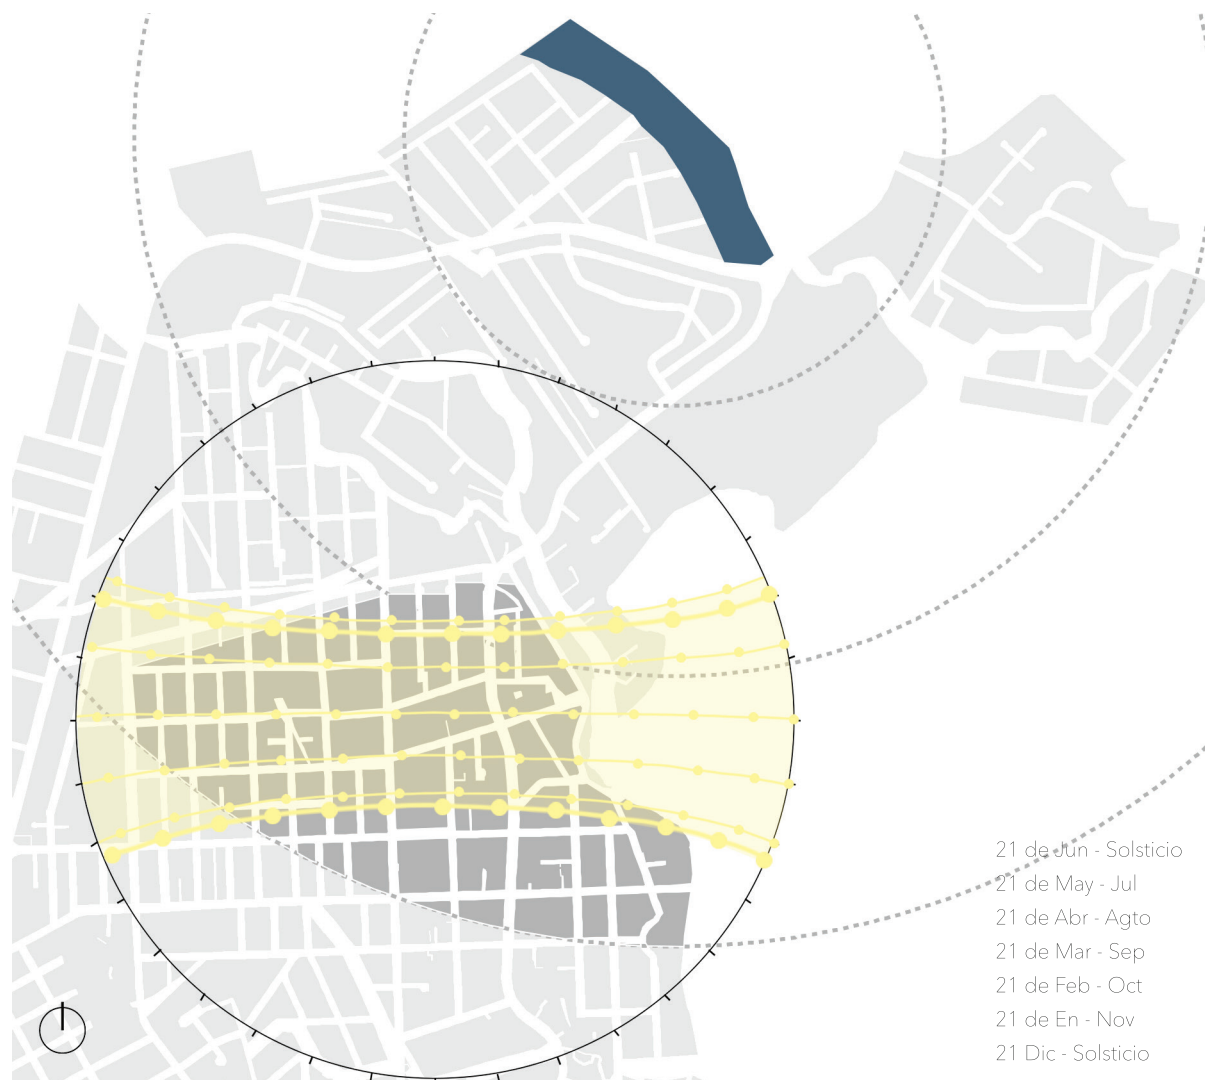 21 de Jun - Solsticio
21 de May - Jul
21 de Abr - Agto
21 de Mar - Sep
21 de Feb - Oct
21 de En - Nov
21 Dic - Solsticio